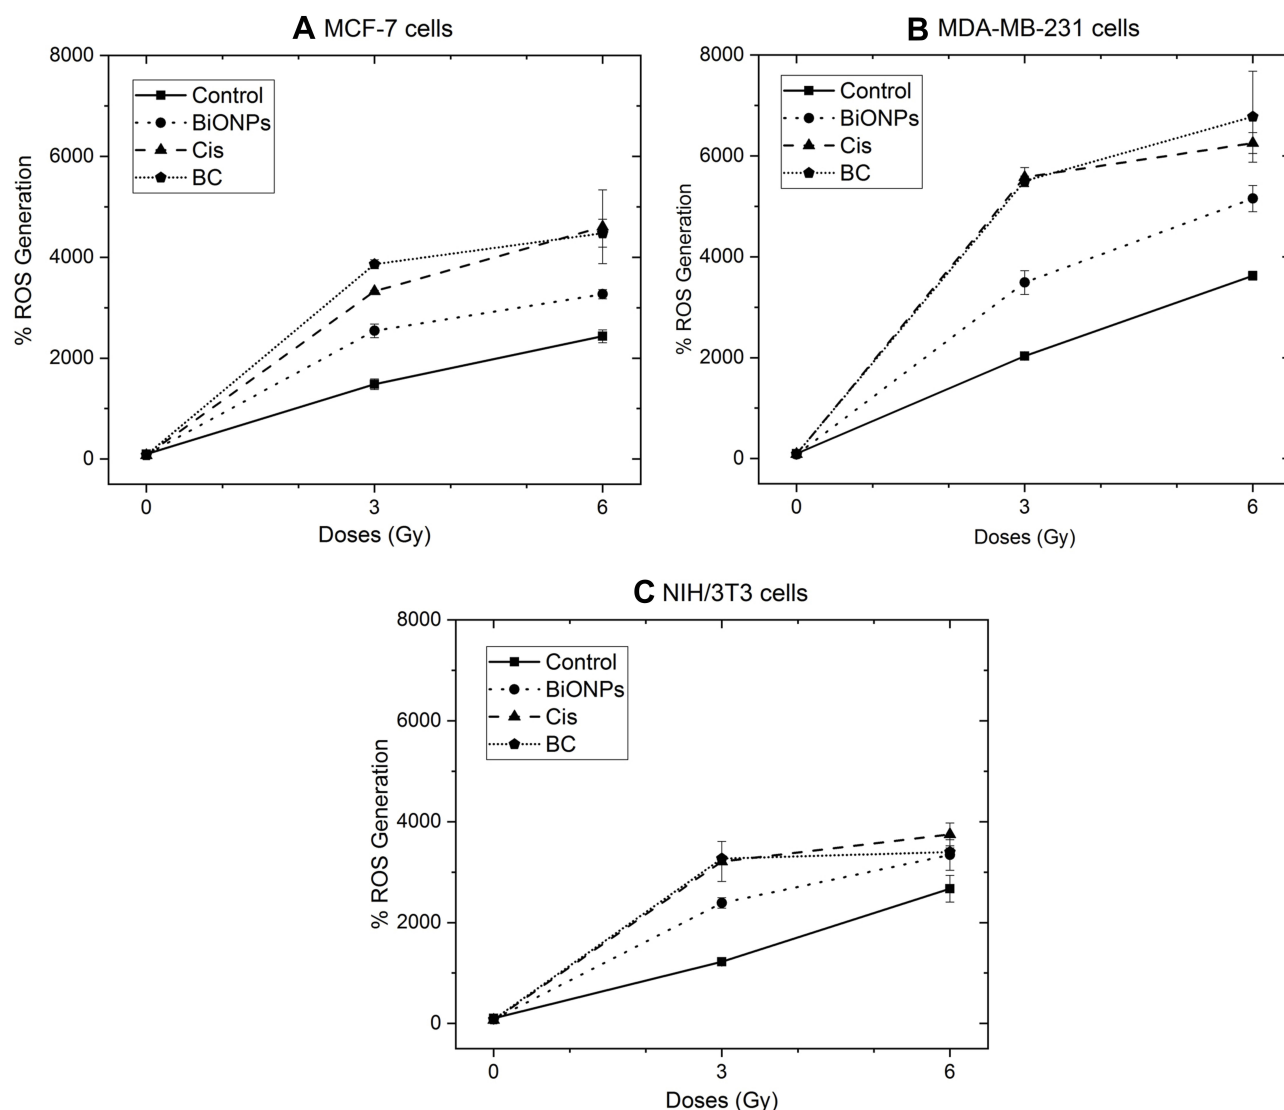 A MCF-7 cells
8000
6000
4000
2000
0
% ROS Generation
Control
BiONPs
Cis
BC
0 3 6
Doses (Gy)
B MDA-MB-231 cells
8000
6000
4000
2000
0
% ROS Generation
Control
BiONPs
Cis
BC
0 3 6
Doses (Gy)
C NIH/3T3 cells
8000
6000
4000
2000
0
% ROS Generation
Control
BiONPs
Cis
BC
0 3 6
Doses (Gy)